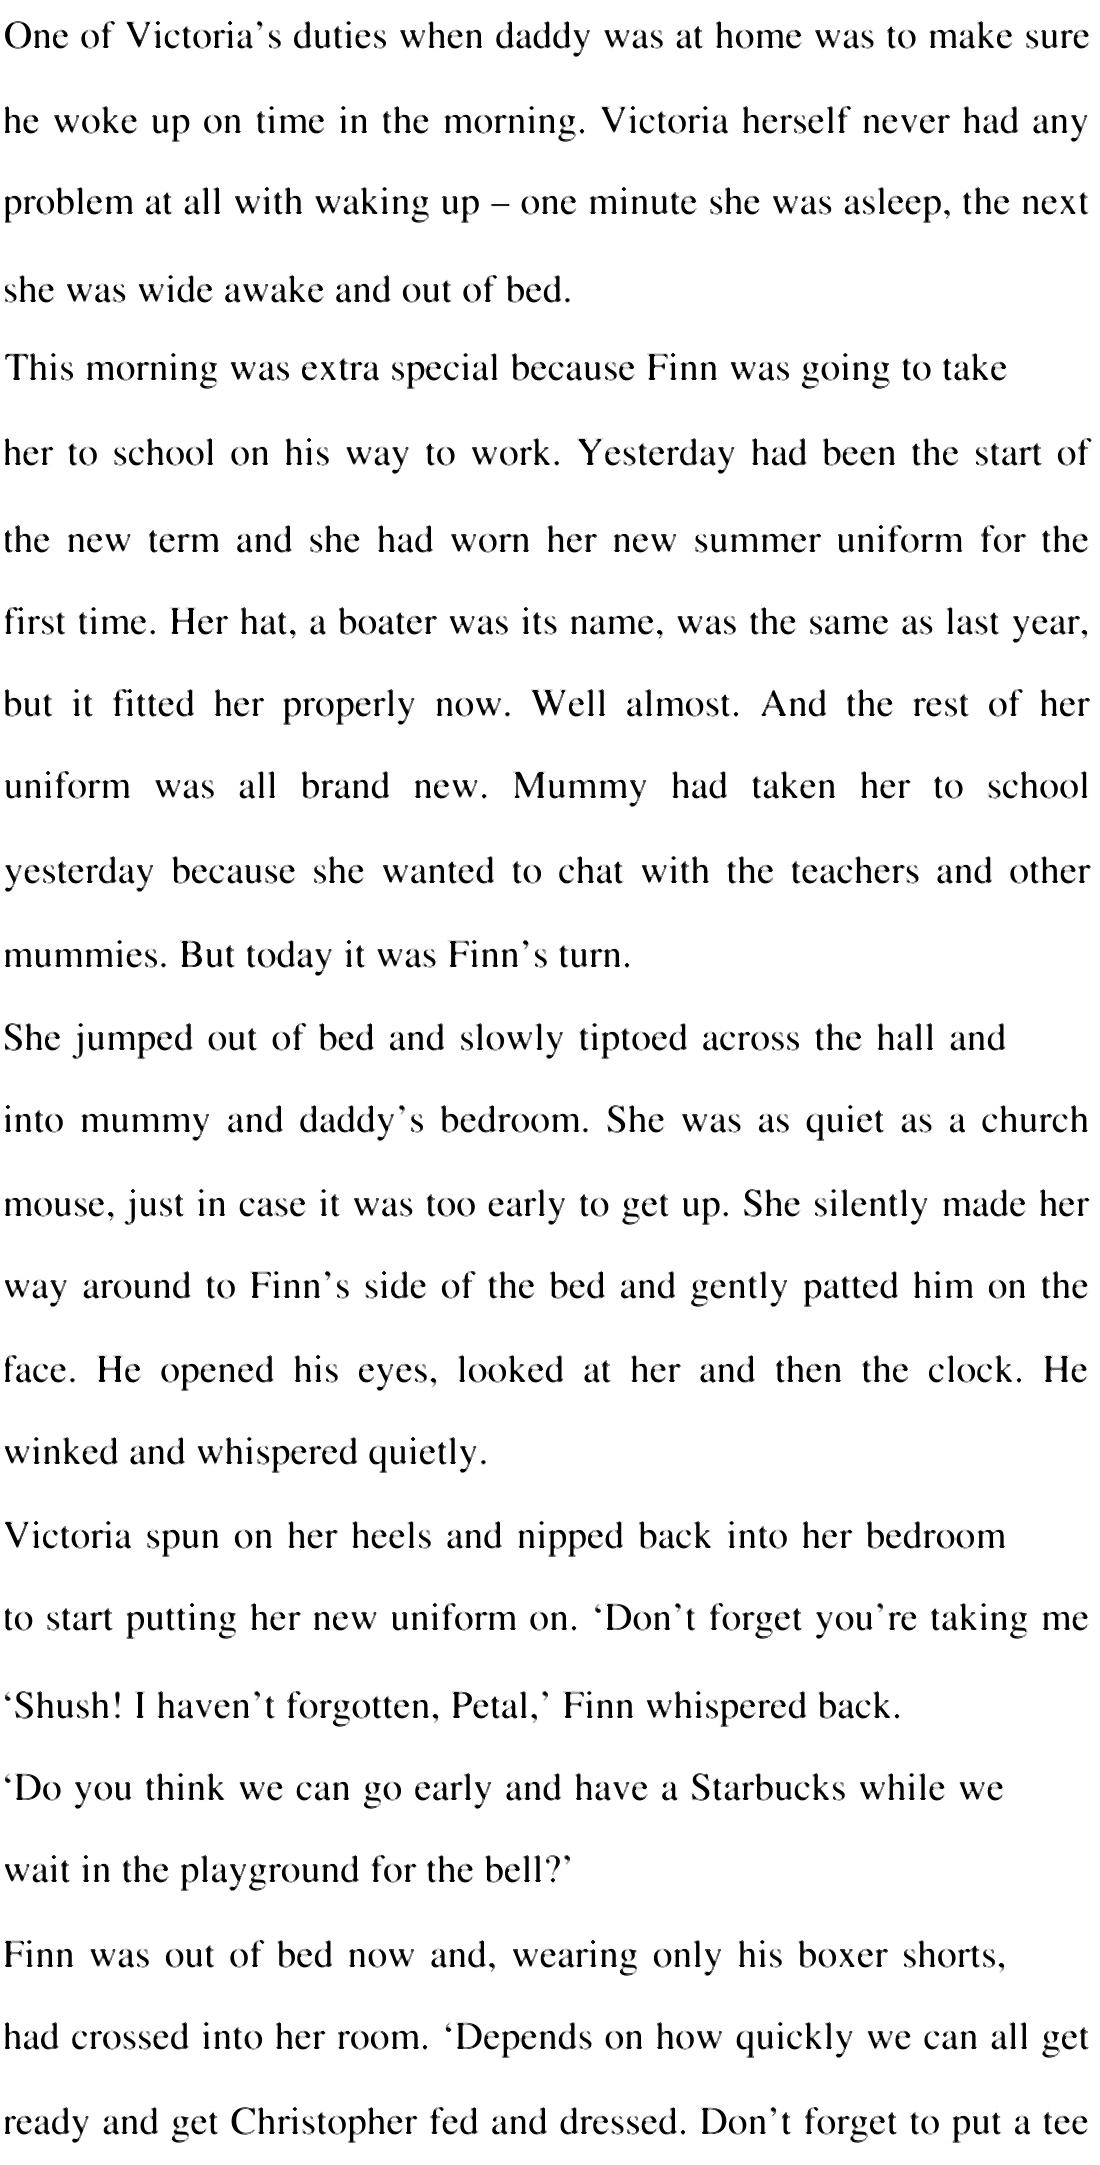 One of Victoria’s duties when daddy was at home was to make sure
he woke up on time in the morning. Victoria herself never had any
problem at all with waking up – one minute she was asleep, the next
she was wide awake and out of bed.
This morning was extra special because Finn was going to take
her to school on his way to work. Yesterday had been the start of
the new term and she had worn her new summer uniform for the
first time. Her hat, a boater was its name, was the same as last year,
but it fitted her properly now. Well almost. And the rest of her
uniform was all brand new. Mummy had taken her to school
yesterday because she wanted to chat with the teachers and other
mummies. But today it was Finn’s turn.
She jumped out of bed and slowly tiptoed across the hall and
into mummy and daddy’s bedroom. She was as quiet as a church
mouse, just in case it was too early to get up. She silently made her
way around to Finn’s side of the bed and gently patted him on the
face. He opened his eyes, looked at her and then the clock. He
winked and whispered quietly.
Victoria spun on her heels and nipped back into her bedroom
to start putting her new uniform on. ‘Don’t forget you’re taking me
‘Shush! I haven’t forgotten, Petal,’ Finn whispered back.
‘Do you think we can go early and have a Starbucks while we
wait in the playground for the bell?’
Finn was out of bed now and, wearing only his boxer shorts,
had crossed into her room. ‘Depends on how quickly we can all get
ready and get Christopher fed and dressed. Don’t forget to put a tee